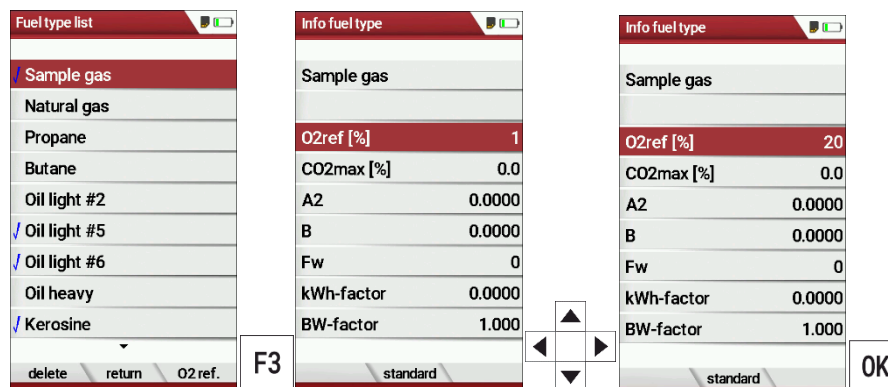 Fuel type list
Sample gas
Natural gas
Propane
Butane
Oil light #2
Oil light #5
Oil light #6
Oil heavy
Kerosine
delete return O2 ref.
F3
Info fuel type
Sample gas
O2ref [%] 1
CO2max [%] 0.0
A2 0.0000
B 0.0000
Fw 0
kWh-factor 0.0000
BW-factor 1.000
standard
Info fuel type
Sample gas
O2ref [%] 20
CO2max [%] 0.0
A2 0.0000
B 0.0000
Fw 0
kWh-factor 0.0000
BW-factor 1.000
standard
OK